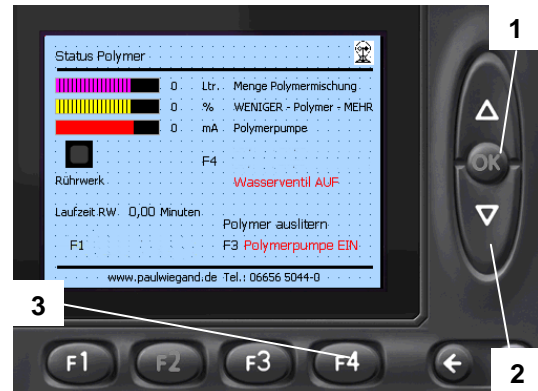 1
Status Polymer
0 Ltr. Menge Polymermischung
0 % WENIGER - Polymer - MEHR
0 mA Polymerpumpe
OK
F4
Rührwerk Wasserventil AUF
Laufzeit RW 0,00 Minuten
Polymer auslitern
F1 F3 Polymerpumpe EIN
www.paulwiegand.de Tel.: 06656 5044-0
3
F1 F2 F3 F4
2